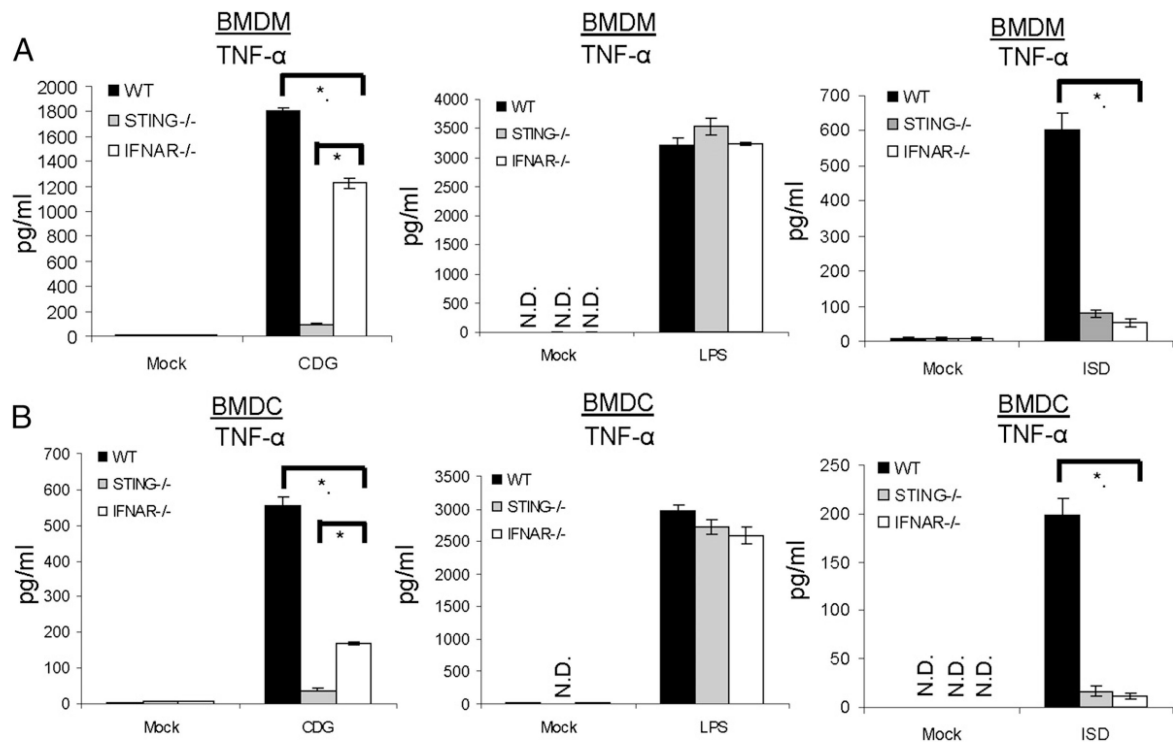 A
BMDM
TNF-α
2000
1800
1600
1400
1200
1000
800
600
400
200
0
pg/ml
WT
STING-/-
IFNAR-/-
*.
*
Mock
CDG
BMDM
TNF-α
4000
3500
3000
2500
2000
1500
1000
500
0
pg/ml
WT
STING-/-
IFNAR-/-
N.D.
N.D.
N.D.
Mock
LPS
BMDM
TNF-α
700
600
500
400
300
200
100
0
pg/ml
WT
STING-/-
IFNAR-/-
*.
Mock
ISD
B
BMDC
TNF-α
700
600
500
400
300
200
100
0
pg/ml
WT
STING-/-
IFNAR-/-
*.
*
Mock
CDG
BMDC
TNF-α
3500
3000
2500
2000
1500
1000
500
0
pg/ml
WT
STING-/-
IFNAR-/-
N.D.
Mock
LPS
BMDC
TNF-α
250
200
150
100
50
0
pg/ml
WT
STING-/-
IFNAR-/-
*.
N.D.
N.D.
N.D.
Mock
ISD